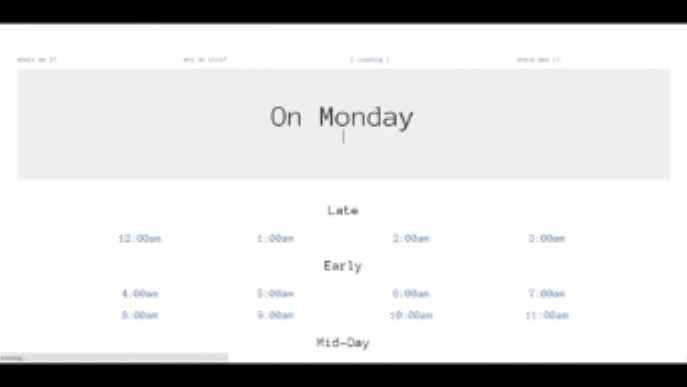 where am I?  why do this?  [ Loading ]  where was I?
On Monday
|
Late
12:00am  1:00am  2:00am  3:00am
Early
4:00am  5:00am  6:00am  7:00am
8:00am  9:00am  10:00am  11:00am
Mid-Day